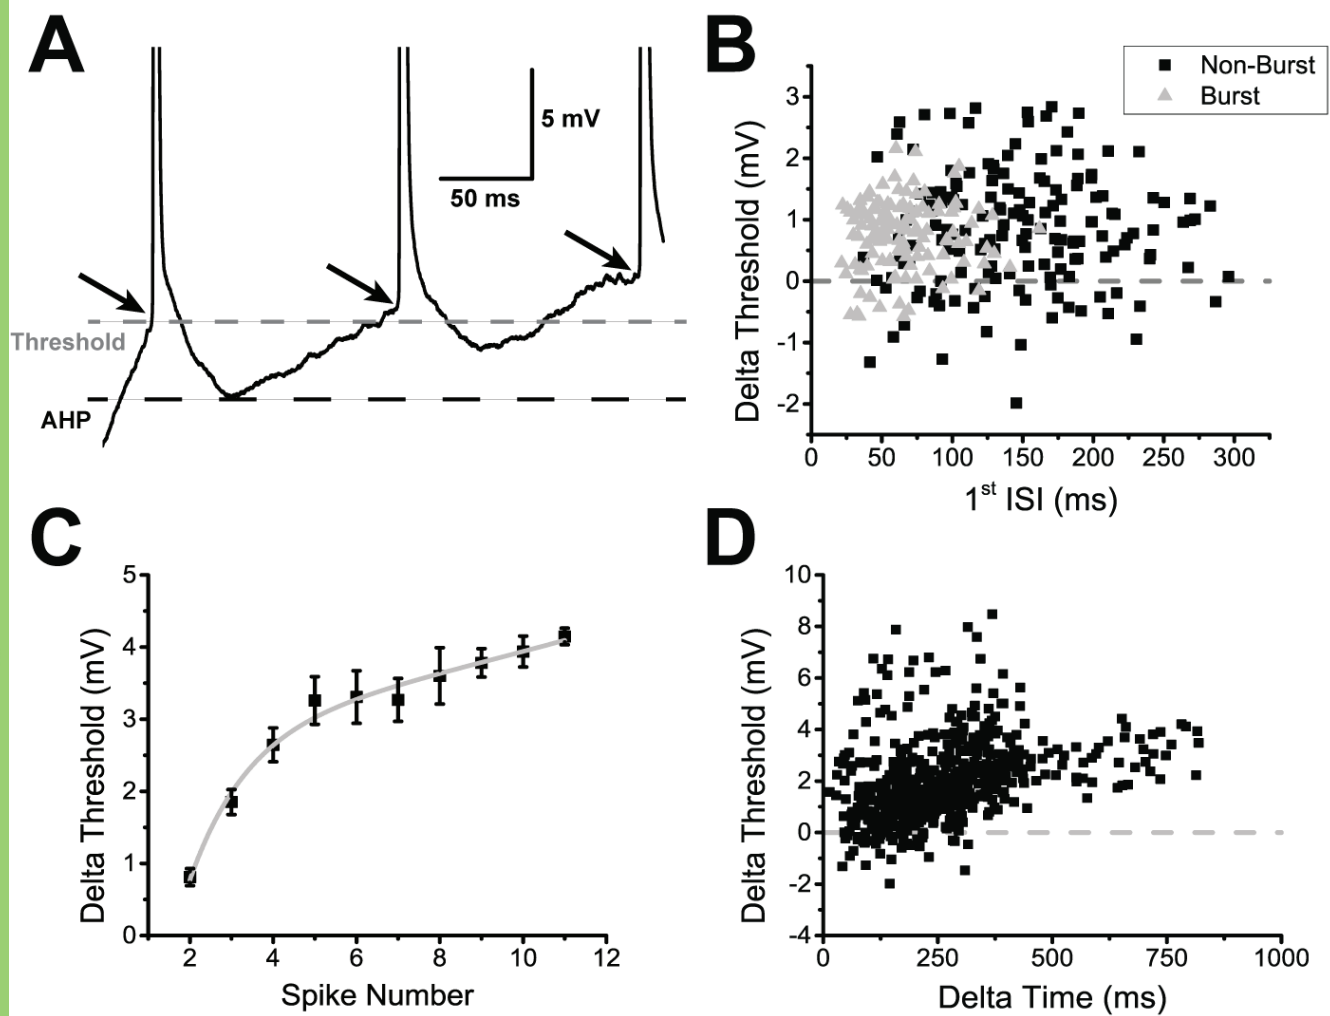 A
5 mV
50 ms
Threshold
AHP
B
Non-Burst
Burst
Delta Threshold (mV)
3
2
1
0
-1
-2
0 50 100 150 200 250 300
1st ISI (ms)
C
Delta Threshold (mV)
5
4
3
2
1
0
2 4 6 8 10 12
Spike Number
D
Delta Threshold (mV)
10
8
6
4
2
0
-2
-4
0 250 500 750 1000
Delta Time (ms)